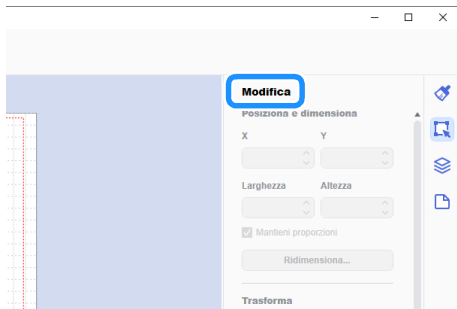 Modifica
Posiziona e dimensiona
X Y
Larghezza Altezza
Mantieni proporzioni
Ridimensiona...
Trasforma